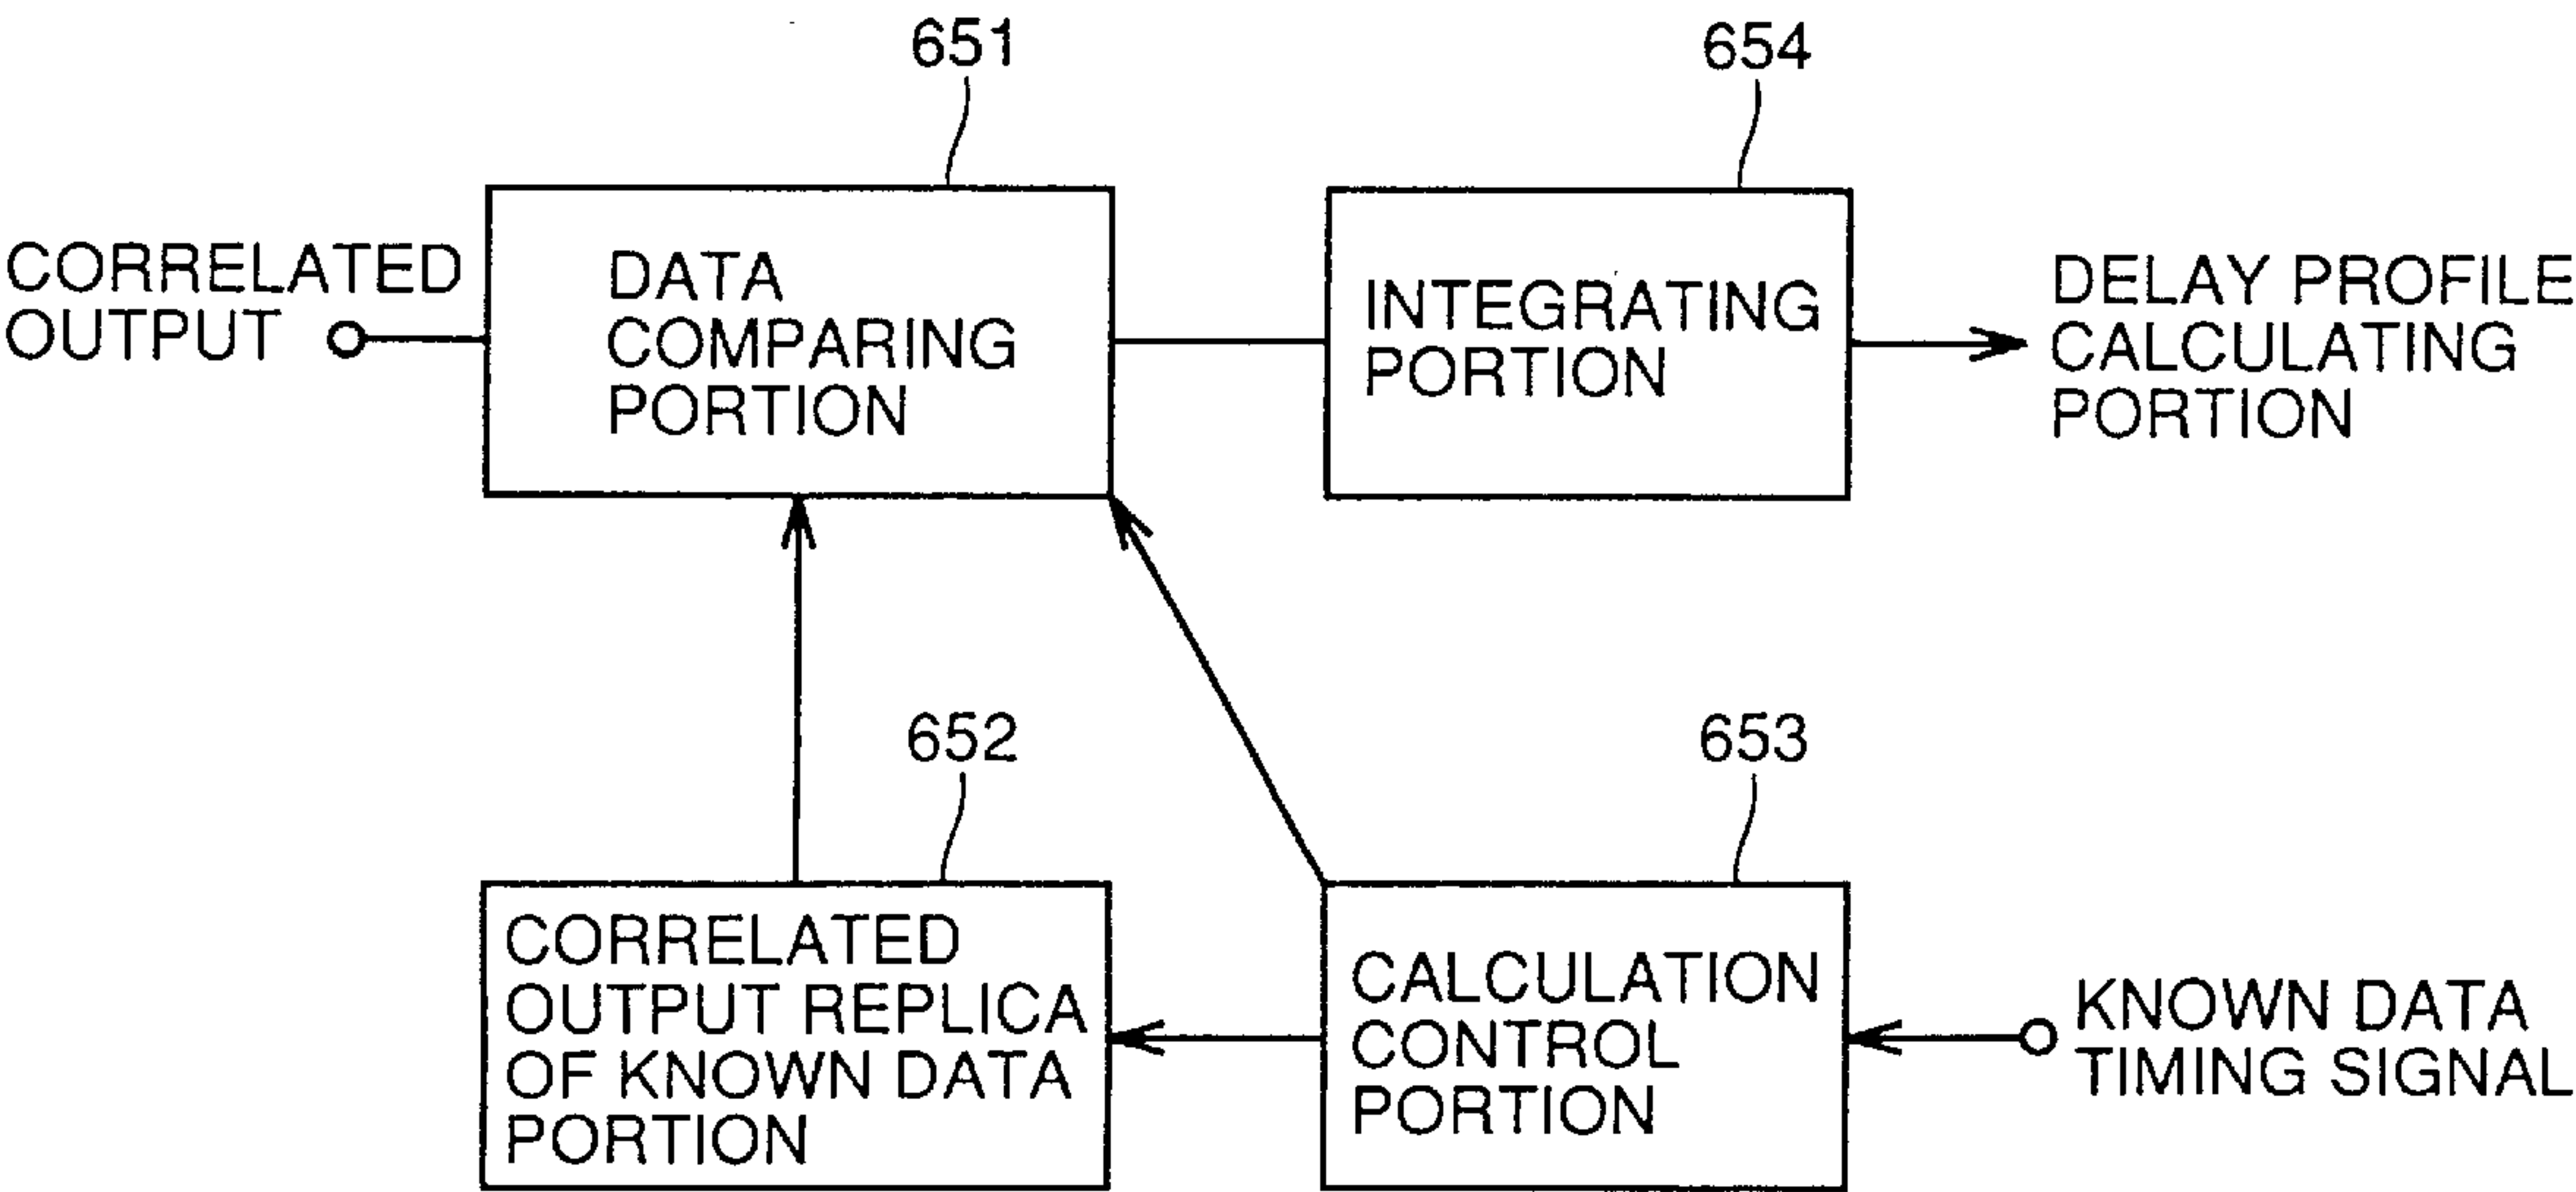 651
654
CORRELATED
OUTPUT
DATA
COMPARING
PORTION
INTEGRATING
PORTION
DELAY PROFILE
CALCULATING
PORTION
652
653
CORRELATED
OUTPUT REPLICA
OF KNOWN DATA
PORTION
CALCULATION
CONTROL
PORTION
KNOWN DATA
TIMING SIGNAL